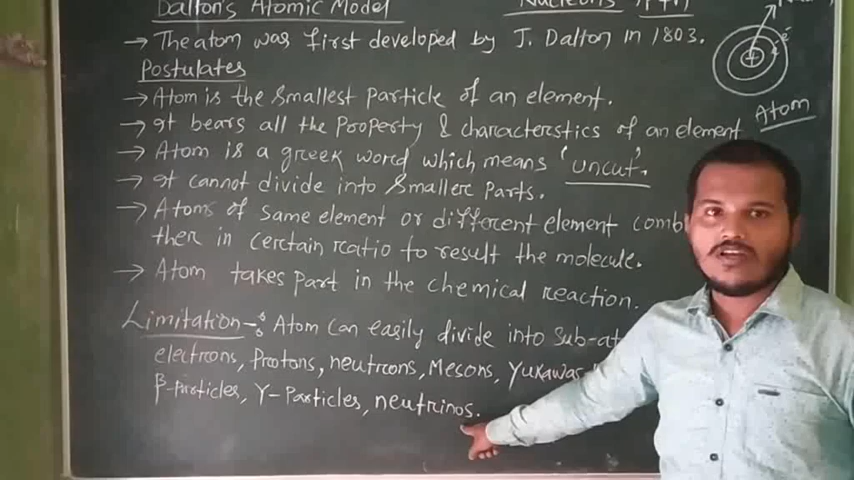 Dalton's Atomic Model
Nucleons
→ The atom was first developed by J. Dalton in 1803.
Postulates
→ Atom is the smallest particle of an element.
Atom
→ It bears all the Property & characterstics of an element
→ Atom is a greek word which means 'uncut'
→ It cannot divide into smaller parts.
→ Atoms of same element or different element comb
ther in certain ratio to result the molecule.
→ Atom takes part in the chemical reaction.
Limitation-: Atom can easily divide into Sub-at
electrons, Protons, neutrons, Mesons, Yukawas
β-Particles, γ-Particles, neutrinos.